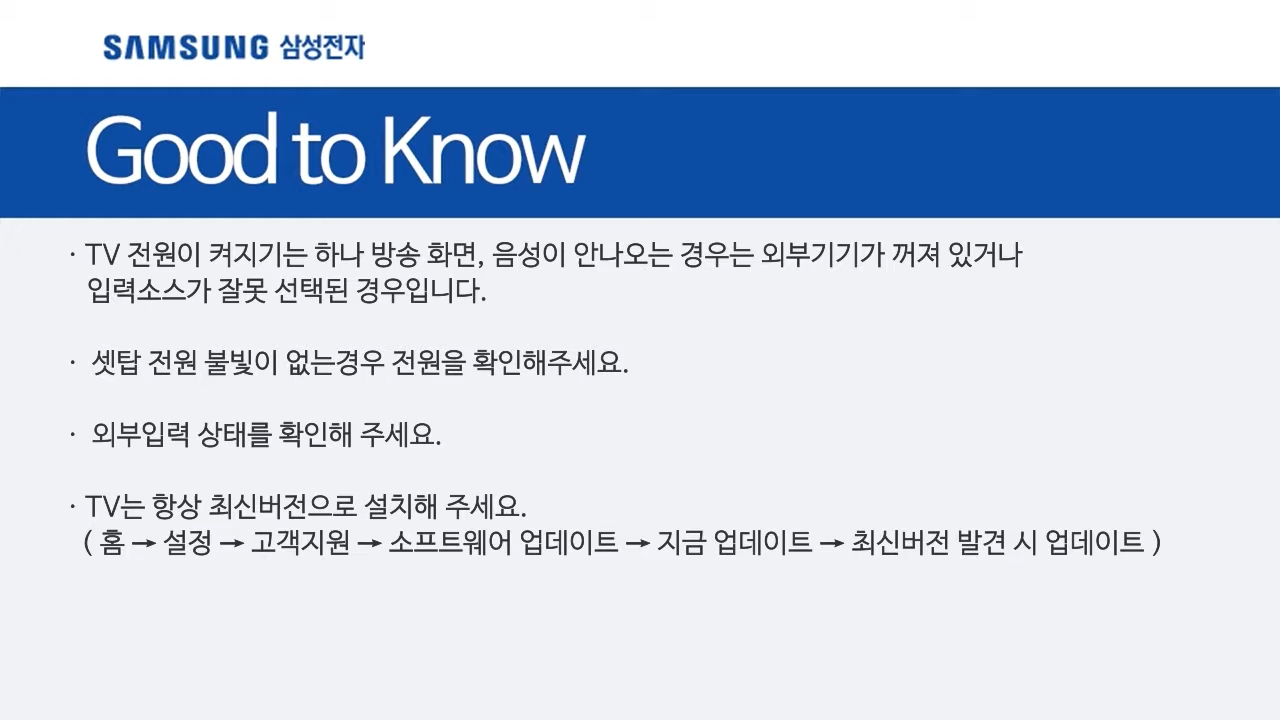 SAMSUNG 삼성전자
Good to Know
· TV 전원이 켜지기는 하나 방송 화면, 음성이 안나오는 경우는 외부기기가 꺼져 있거나
입력소스가 잘못 선택된 경우입니다.
· 셋탑 전원 불빛이 없는경우 전원을 확인해주세요.
· 외부입력 상태를 확인해 주세요.
· TV는 항상 최신버전으로 설치해 주세요.
( 홈 → 설정 → 고객지원 → 소프트웨어 업데이트 → 지금 업데이트 → 최신버전 발견 시 업데이트 )